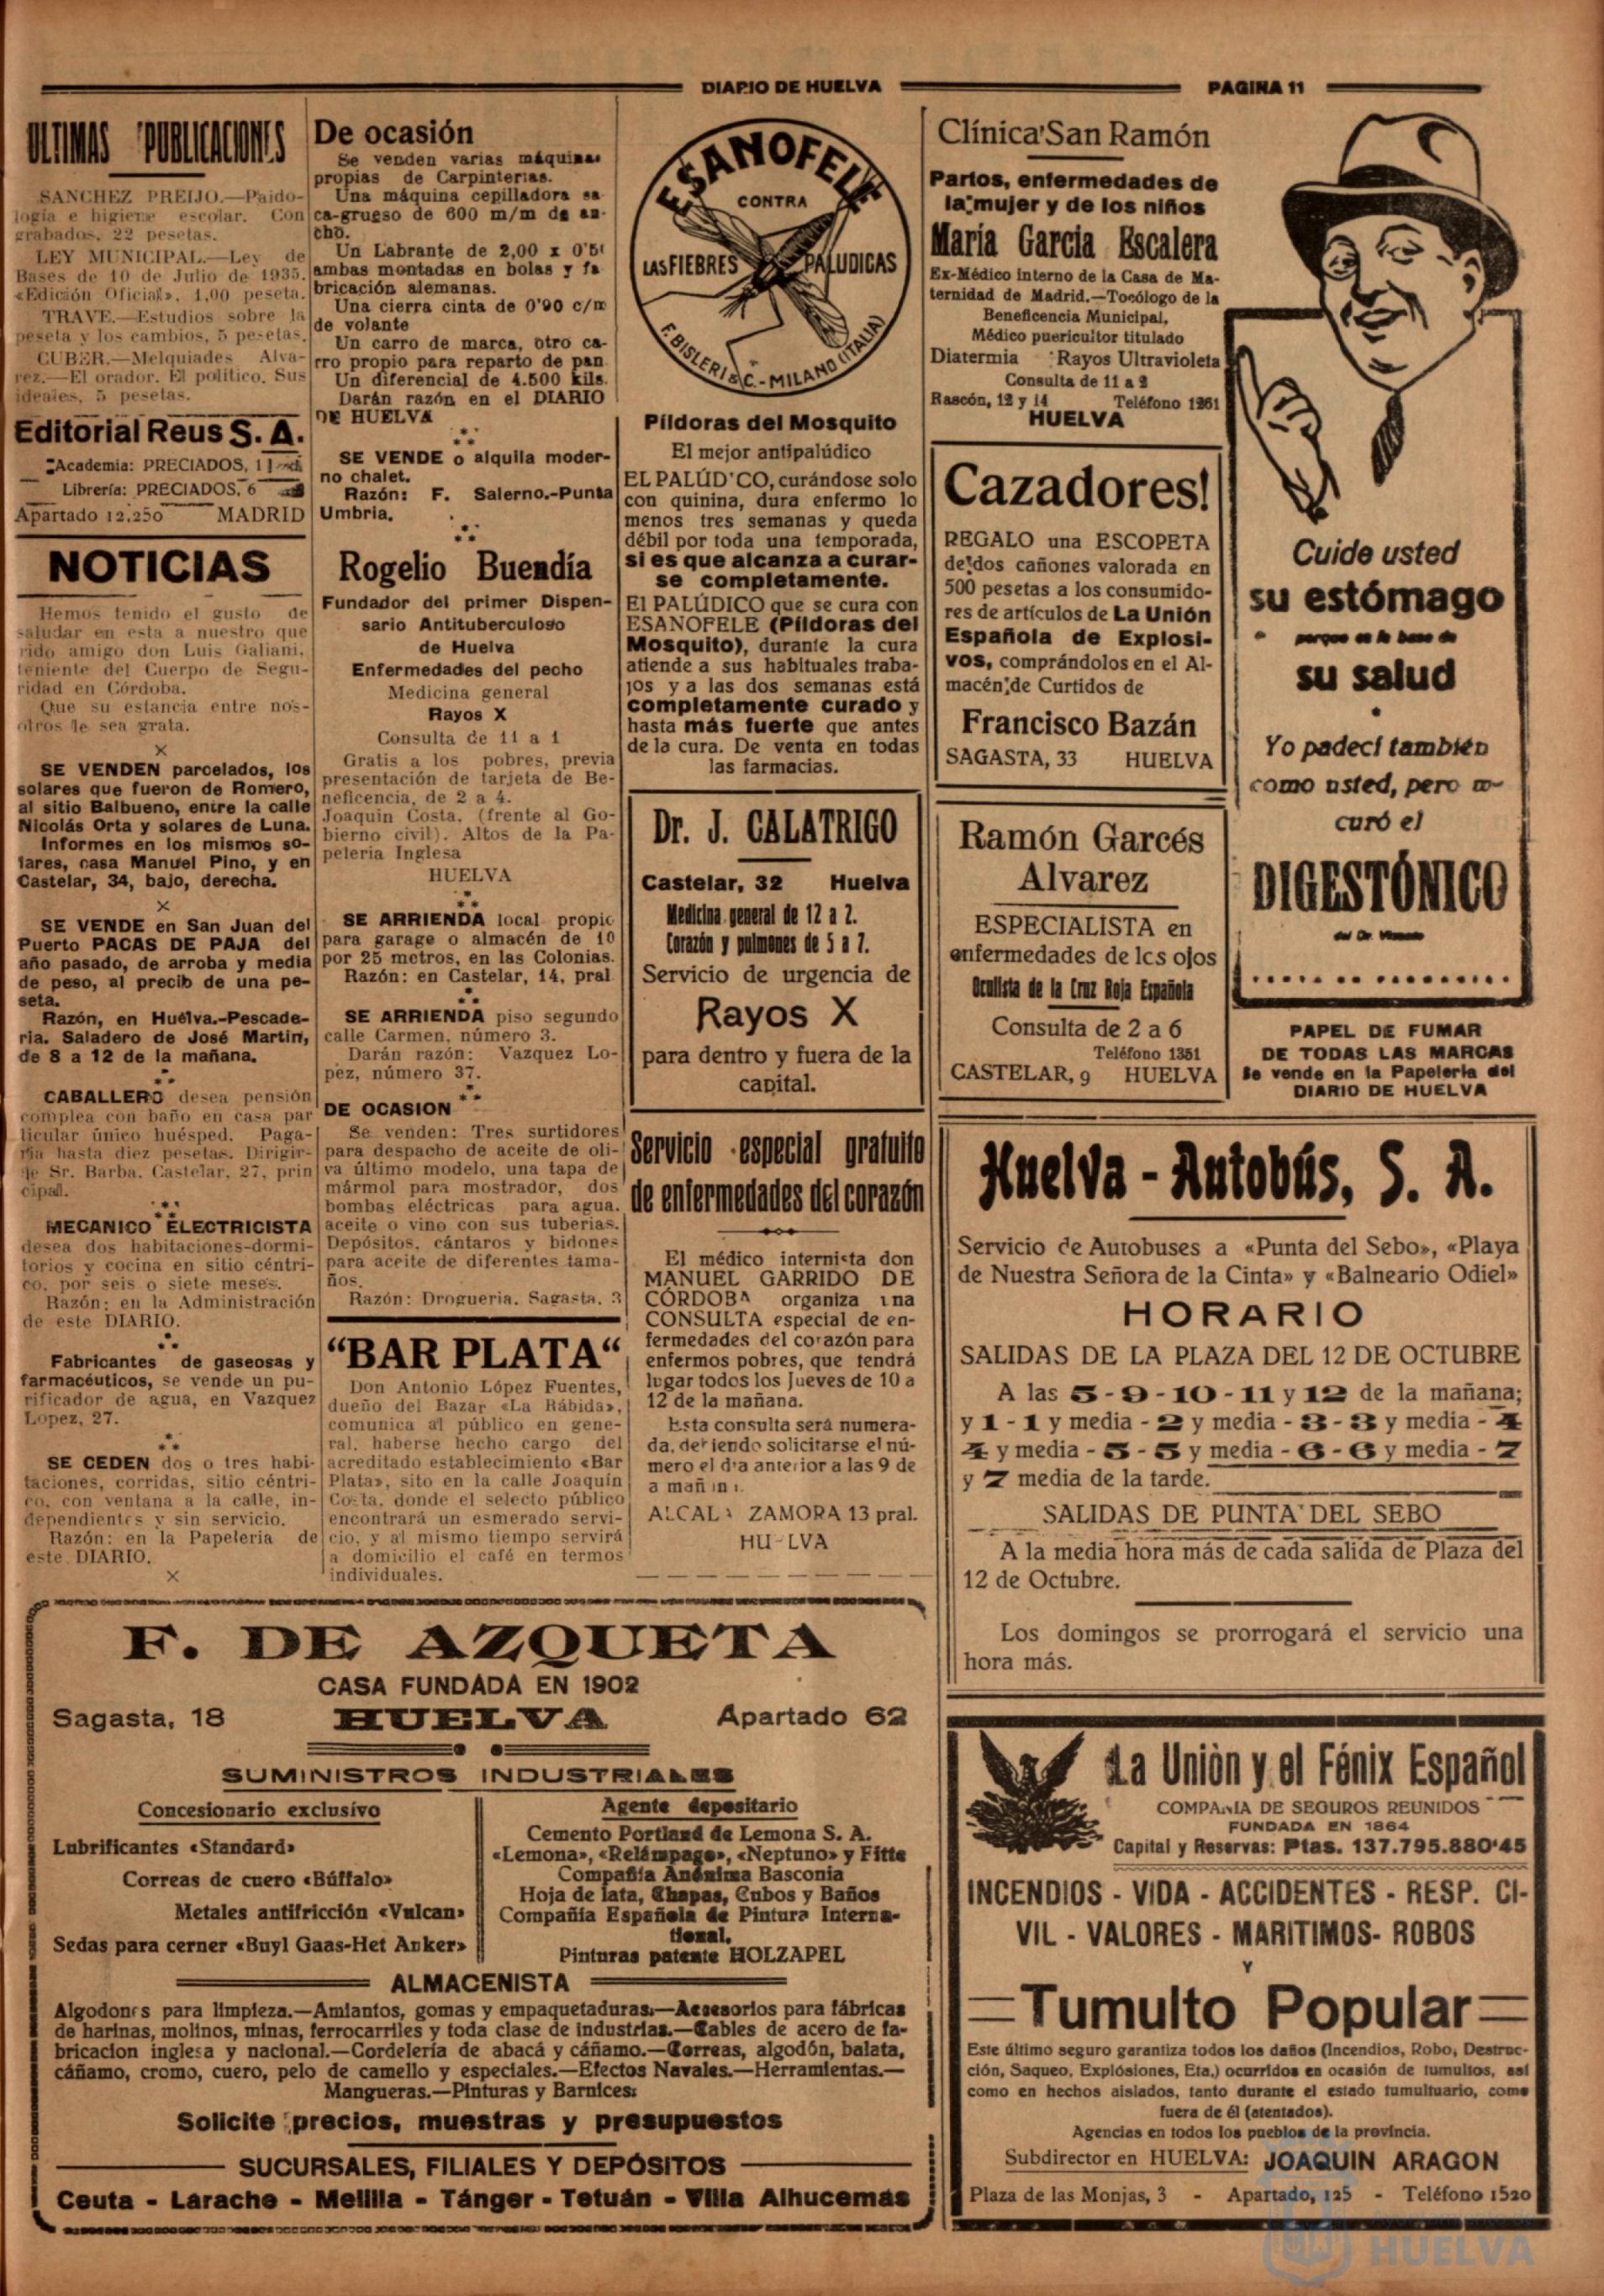 DIARIO DE HUELVA
PAGINA 11
ULTIMAS PUBLICACIONES
SANCHEZ PREIJO.—Paido-
logía e higiene escolar. Con
grabados, 22 pesetas.
LEY MUNICIPAL.—Ley de
Bases de 10 de Julio de 1935.
«Edición Oficial», 1,00 peseta.
TRAVE.—Estudios sobre la
peseta y los cambios, 5 pesetas.
CUBER.—Melquiades Alva-
rez.—El orador. El político. Sus
ideales, 5 pesetas.
Editorial Reus S. A.
Academia: PRECIADOS, 1
Librería: PRECIADOS, 6
Apartado 12,250 MADRID
NOTICIAS
Hemos tenido el gusto de
saludar en esta a nuestro que
rido amigo don Luis Galiani,
teniente del Cuerpo de Segu-
ridad en Córdoba.
Que su estancia entre nos-
otros le sea grata.
×
SE VENDEN parcelados, los
solares que fueron de Romero,
al sitio Balbueno, entre la calle
Nicolás Orta y solares de Luna.
Informes en los mismos so-
lares, casa Manuel Pino, y en
Castelar, 34, bajo, derecha.
×
SE VENDE en San Juan del
Puerto PACAS DE PAJA del
año pasado, de arroba y media
de peso, al precib de una pe-
seta.
Razón, en Huelva.-Pescade-
ria. Saladero de José Martin,
de 8 a 12 de la mañana.
CABALLERO desea pensión
complea con baño en casa par
ticular único huésped. Paga-
ría hasta diez pesetas. Dirigir-
se Sr. Barba. Castelar, 27, prin
cipal.
MECANICO ELECTRICISTA
desea dos habitaciones-dormi-
torios y cocina en sitio céntri-
co, por seis o siete meses.
Razón: en la Administración
de este DIARIO.
Fabricantes de gaseosas y
farmacéuticos, se vende un pu-
rificador de agua, en Vazquez
Lopez, 27.
SE CEDEN dos o tres habi-
taciones, corridas, sitio céntri-
co, con ventana a la calle, in-
dependientes y sin servicio.
Razón: en la Papeleria de
este DIARIO.
×
De ocasión
Se venden varias máquinas
propias de Carpinterias.
Una máquina cepilladora sa
ca-grueso de 600 m/m de an-
cho.
Un Labrante de 2,00 x 0'51
ambas montadas en bolas y fa
bricación alemanas.
Una cierra cinta de 0'90 c/m
de volante
Un carro de marca, otro ca-
rro propio para reparto de pan
Un diferencial de 4.500 kils.
Darán razón en el DIARIO
DE HUELVA
SE VENDE o alquila moder-
no chalet.
Razón: F. Salerno.-Punta
Umbria.
Rogelio Buendía
Fundador del primer Dispen-
sario Antituberculoso
de Huelva
Enfermedades del pecho
Medicina general
Rayos X
Consulta de 11 a 1
Gratis a los pobres, previa
presentación de tarjeta de Be-
neficencia, de 2 a 4.
Joaquin Costa. (frente al Go-
bierno civil). Altos de la Pa-
peleria Inglesa
HUELVA
SE ARRIENDA local propio
para garage o almacén de 10
por 25 metros, en las Colonias.
Razón: en Castelar, 14, pral
SE ARRIENDA piso segundo
calle Carmen, número 3.
Darán razón: Vazquez Lo-
pez, número 37.
DE OCASION
Se venden: Tres surtidores
para despacho de aceite de oli-
va último modelo, una tapa de
mármol para mostrador, dos
bombas eléctricas para agua.
aceite o vino con sus tuberias.
Depósitos, cántaros y bidones
para aceite de diferentes tama-
ños.
Razón: Drogueria. Sagasta, 3
“BAR PLATA“
Don Antonio López Fuentes,
dueño del Bazar «La Rábida»,
comunica al público en gene-
ral, haberse hecho cargo del
acreditado establecimiento «Bar
Plata», sito en la calle Joaquín
Costa, donde el selecto público
encontrará un esmerado servi-
cio, y al mismo tiempo servirá
a domicilio el café en termos
individuales.
ESANOFELE
CONTRA
LAS FIEBRES PALUDICAS
F. BISLERI & C.- MILANO (ITALIA)
Píldoras del Mosquito
El mejor antipalúdico
EL PALÚD'CO, curándose solo
con quinina, dura enfermo lo
menos tres semanas y queda
débil por toda una temporada,
si es que alcanza a curar-
se completamente.
El PALÚDICO que se cura con
ESANOFELE (Píldoras del
Mosquito), durante la cura
atiende a sus habituales traba-
jos y a las dos semanas está
completamente curado y
hasta más fuerte que antes
de la cura. De venta en todas
las farmacias.
Dr. J. CALATRIGO
Castelar, 32 Huelva
Medicina general de 12 a 2.
Corazón y pulmones de 5 a 7.
Servicio de urgencia de
Rayos X
para dentro y fuera de la
capital.
Servicio especial gratuito
de enfermedades del corazón
El médico internista don
MANUEL GARRIDO DE
CÓRDOBA organiza una
CONSULTA especial de en-
fermedades del corazón para
enfermos pobres, que tendrá
lugar todos los jueves de 10 a
12 de la mañana.
Esta consulta será numera-
da, debiendo solicitarse el nú-
mero el dia anterior a las 9 de
a mañ in .
ALCAL ZAMORA 13 pral.
HU-LVA
Clínica San Ramón
Partos, enfermedades de
la mujer y de los niños
María Garcia Escalera
Ex-Médico interno de la Casa de Ma-
ternidad de Madrid.—Tocólogo de la
Beneficencia Municipal,
Médico puericultor titulado
Diatermia Rayos Ultravioleta
Consulta de 11 a 2
Rascón, 12 y 14 Teléfono 1261
HUELVA
Cazadores!
REGALO una ESCOPETA
de dos cañones valorada en
500 pesetas a los consumido-
res de artículos de La Unión
Española de Explosi-
vos, comprándolos en el Al-
macén de Curtidos de
Francisco Bazán
SAGASTA, 33 HUELVA
Ramón Garcés
Alvarez
ESPECIALISTA en
enfermedades de los ojos
Oculista de la Cruz Roja Española
Consulta de 2 a 6
Teléfono 1351
CASTELAR, 9 HUELVA
Cuide usted
su estómago
porque es la base de
su salud
Yo padecí también
como usted, pero me
curó el
DIGESTÓNICO
del Dr. Vicente
PAPEL DE FUMAR
DE TODAS LAS MARCAS
Se vende en la Papelería del
DIARIO DE HUELVA
Huelva - Autobús, S. A.
Servicio de Autobuses a «Punta del Sebo», «Playa
de Nuestra Señora de la Cinta» y «Balneario Odiel»
HORARIO
SALIDAS DE LA PLAZA DEL 12 DE OCTUBRE
A las 5 - 9 - 10 - 11 y 12 de la mañana;
y 1 - 1 y media - 2 y media - 3 - 3 y media - 4
4 y media - 5 - 5 y media - 6 - 6 y media - 7
y 7 media de la tarde.
SALIDAS DE PUNTA DEL SEBO
A la media hora más de cada salida de Plaza del
12 de Octubre.
Los domingos se prorrogará el servicio una
hora más.
F. DE AZQUETA
CASA FUNDADA EN 1902
Sagasta, 18 HUELVA Apartado 62
SUMINISTROS INDUSTRIALES
Concesionario exclusivo
Lubrificantes «Standard»
Correas de cuero «Búffalo»
Metales antifricción «Vulcan»
Sedas para cerner «Buyl Gaas-Het Anker»
Agente depositario
Cemento Portland de Lemona S. A.
«Lemona», «Relámpago», «Neptuno» y Fitte
Compañia Anónima Basconia
Hoja de lata, Chapas, Cubos y Baños
Compañia Española de Pintura Interna-
tional.
Pinturas patente HOLZAPEL
ALMACENISTA
Algodones para limpieza.—Amiantos, gomas y empaquetaduras.—Accesorios para fábricas
de harinas, molinos, minas, ferrocarriles y toda clase de industrias.—Cables de acero de fa-
bricacion inglesa y nacional.—Cordelería de abacá y cáñamo.—Correas, algodón, balata,
cáñamo, cromo, cuero, pelo de camello y especiales.—Efectos Navales.—Herramientas.—
Mangueras.—Pinturas y Barnices:
Solicite precios, muestras y presupuestos
SUCURSALES, FILIALES Y DEPÓSITOS
Ceuta - Larache - Melilla - Tánger - Tetuán - Villa Alhucemas
La Unión y el Fénix Español
COMPAÑIA DE SEGUROS REUNIDOS
FUNDADA EN 1864
Capital y Reservas: Ptas. 137.795.880'45
INCENDIOS - VIDA - ACCIDENTES - RESP. CI-
VIL - VALORES - MARITIMOS- ROBOS
Y
Tumulto Popular
Este último seguro garantiza todos los daños (Incendios, Robo, Destruc-
ción, Saqueo, Explósiones, Eta.) ocurridos en ocasión de tumultos, así
como en hechos aislados, tanto durante el estado tumultuario, como
fuera de él (atentados).
Agencias en todos los pueblos de la provincia.
Subdirector en HUELVA: JOAQUIN ARAGON
Plaza de las Monjas, 3 - Apartado, 125 - Teléfono 1520
HUELVA